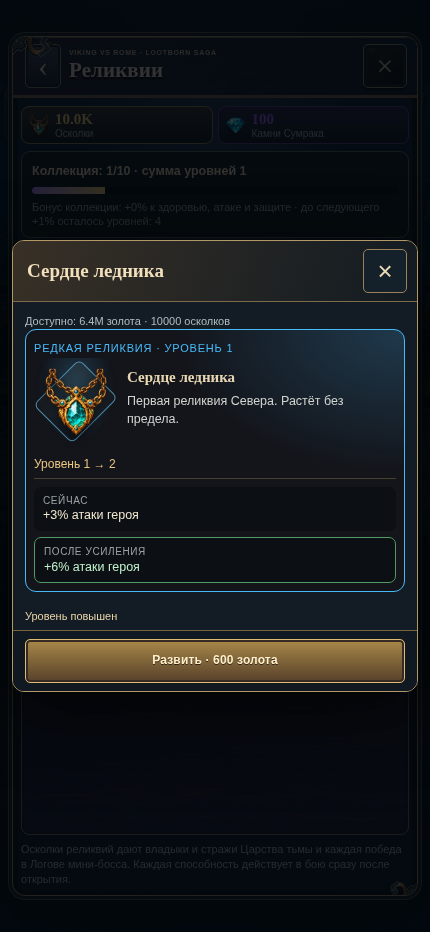 VIKING VS ROME · LOOTBORN SAGA
Реликвии
10.0K
Осколки
100
Камни Сумрака
Коллекция: 1/10 · сумма уровней 1
Бонус коллекции: +0% к здоровью, атаке и защите · до следующего
+1% осталось уровней: 4
Сердце ледника
Доступно: 6.4M золота · 10000 осколков
РЕДКАЯ РЕЛИКВИЯ · УРОВЕНЬ 1
Сердце ледника
Первая реликвия Севера. Растёт без
предела.
Уровень 1 → 2
СЕЙЧАС
+3% атаки героя
ПОСЛЕ УСИЛЕНИЯ
+6% атаки героя
Уровень повышен
Развить · 600 золота
Осколки реликвий дают владыки и стражи Царства тьмы и каждая победа
в Логове мини-босса. Каждая способность действует в бою сразу после
открытия.